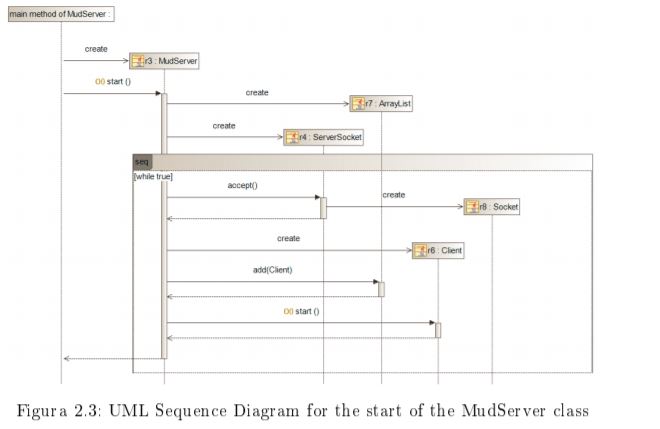 main method of MudServer :
create
r3 : MudServer
start ()
create
r7 : ArrayList
create
r4 : ServerSocket
seq
[while true]
accept()
create
r8 : Socket
create
r6 : Client
add(Client)
start ()
Figura 2.3: UML Sequence Diagram for the start of the MudServer class